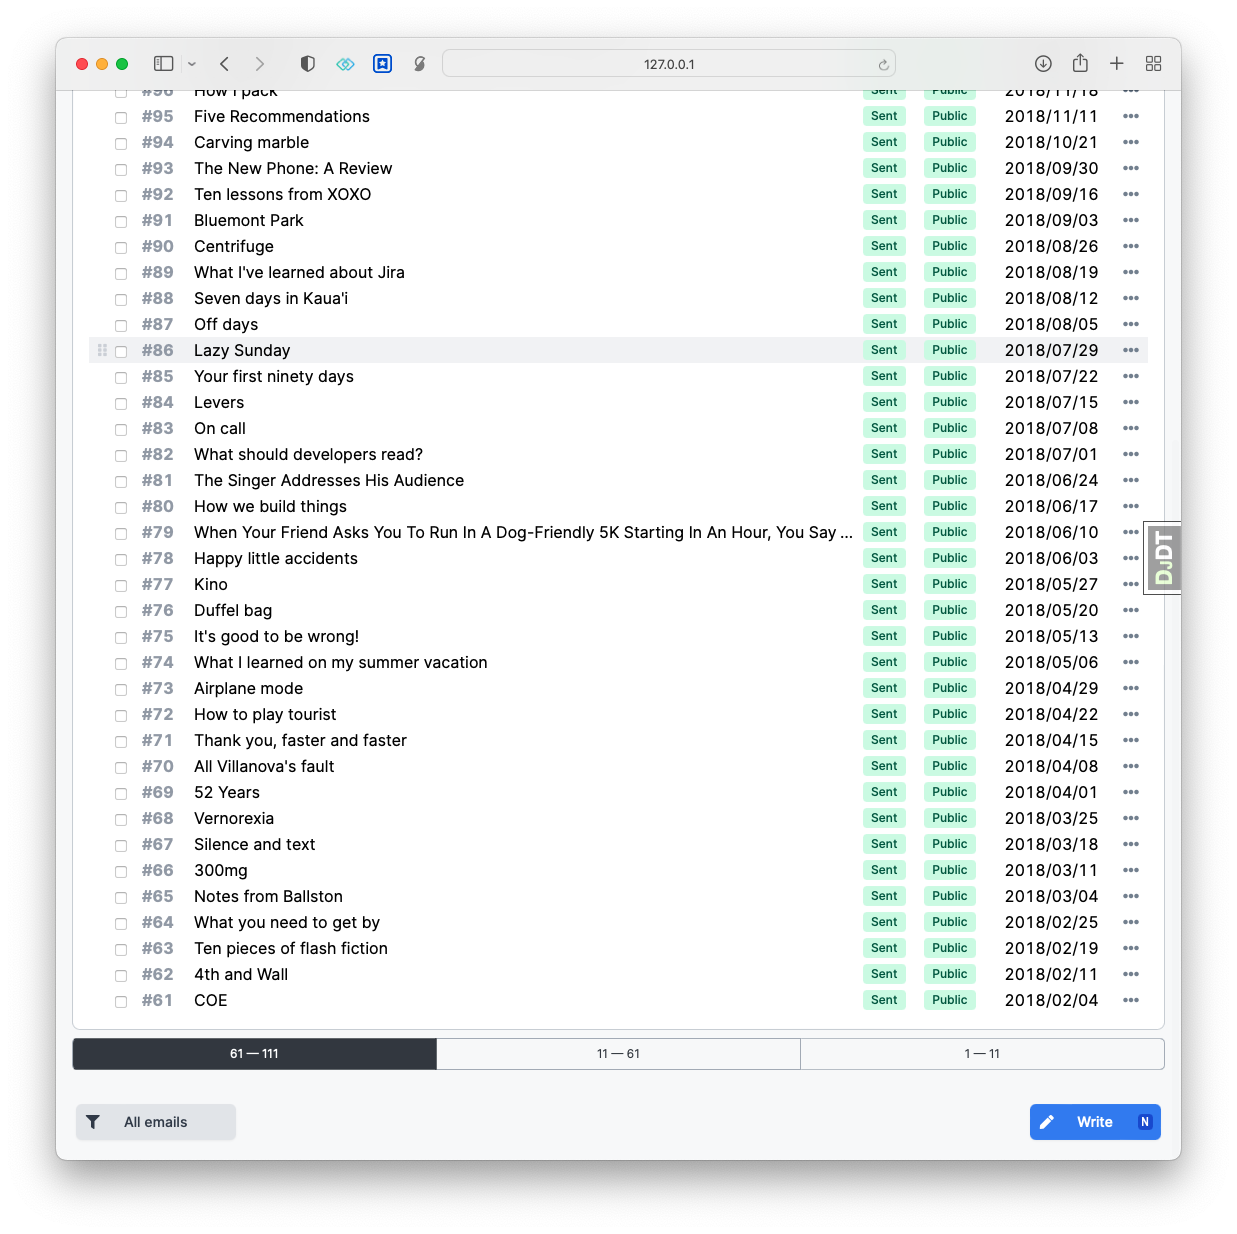 127.0.0.1
#96 How I pack Sent Public 2018/11/18
#95 Five Recommendations Sent Public 2018/11/11
#94 Carving marble Sent Public 2018/10/21
#93 The New Phone: A Review Sent Public 2018/09/30
#92 Ten lessons from XOXO Sent Public 2018/09/16
#91 Bluemont Park Sent Public 2018/09/03
#90 Centrifuge Sent Public 2018/08/26
#89 What I've learned about Jira Sent Public 2018/08/19
#88 Seven days in Kaua'i Sent Public 2018/08/12
#87 Off days Sent Public 2018/08/05
#86 Lazy Sunday Sent Public 2018/07/29
#85 Your first ninety days Sent Public 2018/07/22
#84 Levers Sent Public 2018/07/15
#83 On call Sent Public 2018/07/08
#82 What should developers read? Sent Public 2018/07/01
#81 The Singer Addresses His Audience Sent Public 2018/06/24
#80 How we build things Sent Public 2018/06/17
#79 When Your Friend Asks You To Run In A Dog-Friendly 5K Starting In An Hour, You Say ... Sent Public 2018/06/10
#78 Happy little accidents Sent Public 2018/06/03
#77 Kino Sent Public 2018/05/27
#76 Duffel bag Sent Public 2018/05/20
#75 It's good to be wrong! Sent Public 2018/05/13
#74 What I learned on my summer vacation Sent Public 2018/05/06
#73 Airplane mode Sent Public 2018/04/29
#72 How to play tourist Sent Public 2018/04/22
#71 Thank you, faster and faster Sent Public 2018/04/15
#70 All Villanova's fault Sent Public 2018/04/08
#69 52 Years Sent Public 2018/04/01
#68 Vernorexia Sent Public 2018/03/25
#67 Silence and text Sent Public 2018/03/18
#66 300mg Sent Public 2018/03/11
#65 Notes from Ballston Sent Public 2018/03/04
#64 What you need to get by Sent Public 2018/02/25
#63 Ten pieces of flash fiction Sent Public 2018/02/19
#62 4th and Wall Sent Public 2018/02/11
#61 COE Sent Public 2018/02/04
DJDT
61 — 111 11 — 61 1 — 11
All emails Write N